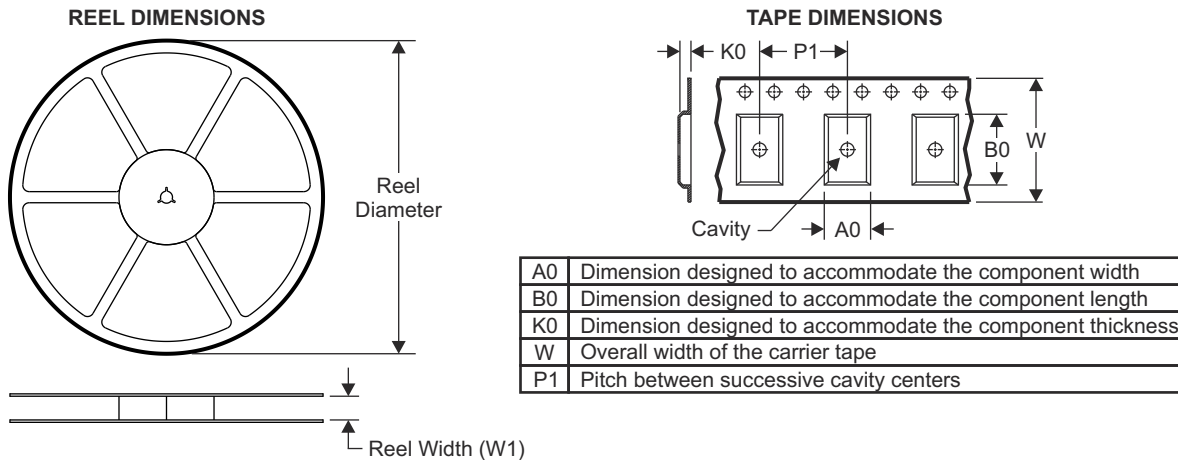 REEL DIMENSIONS
Reel
Diameter
Reel Width (W1)
TAPE DIMENSIONS
K0
P1
B0
W
Cavity
A0
A0 Dimension designed to accommodate the component width
B0 Dimension designed to accommodate the component length
K0 Dimension designed to accommodate the component thickness
W Overall width of the carrier tape
P1 Pitch between successive cavity centers